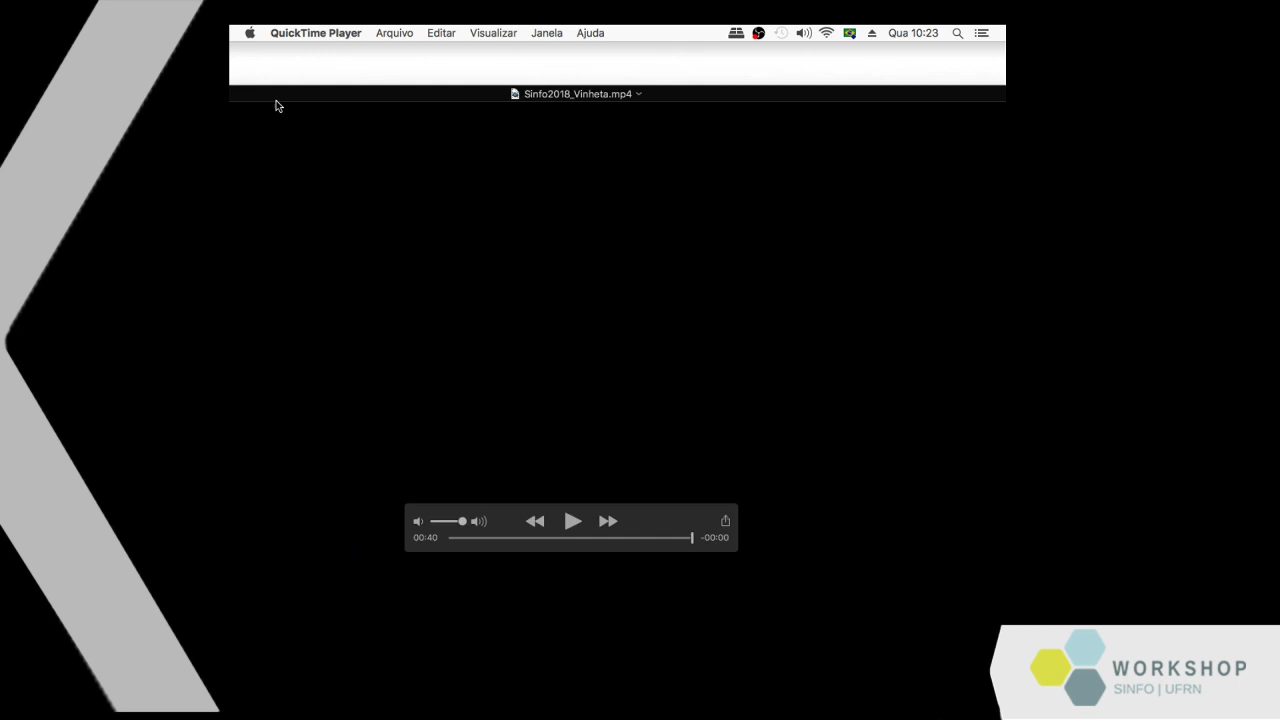 QuickTime Player Arquivo Editar Visualizar Janela Ajuda Qua 10:23
Sinfo2018_Vinheta.mp4
00:40 -00:00
WORKSHOP
SINFO | UFRN